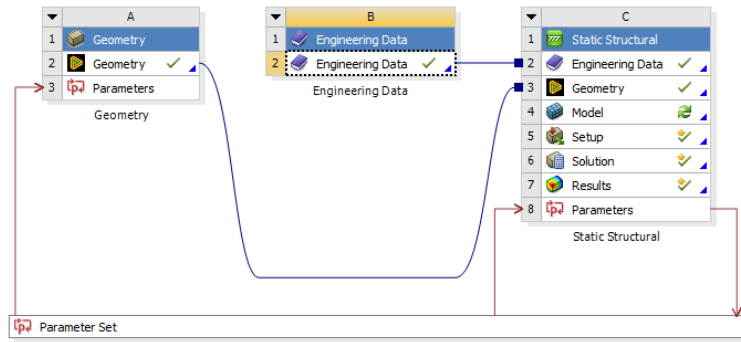 A
1 Geometry
2 Geometry
3 Parameters
Geometry
B
1 Engineering Data
2 Engineering Data
Engineering Data
C
1 Static Structural
2 Engineering Data
3 Geometry
4 Model
5 Setup
6 Solution
7 Results
8 Parameters
Static Structural
Parameter Set